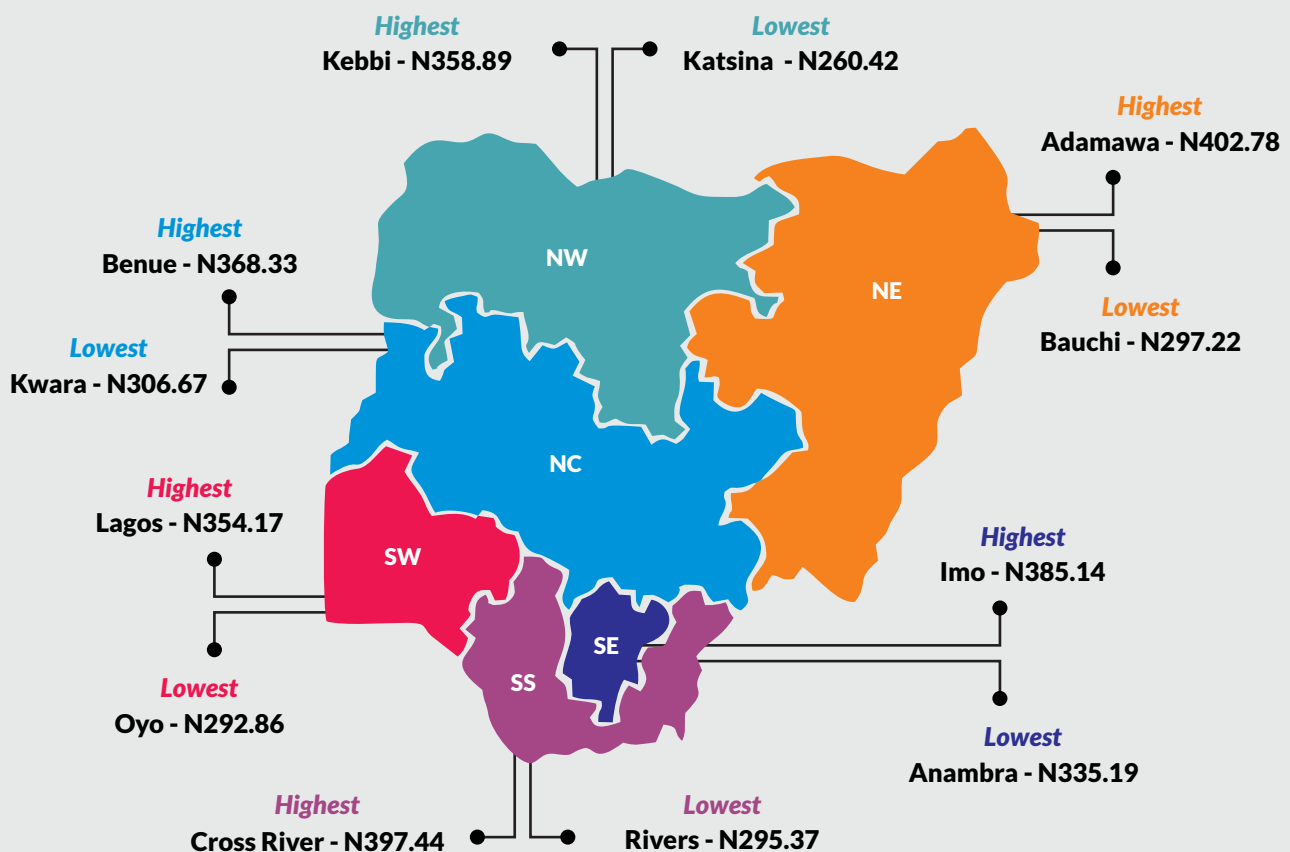 Highest
Kebbi - N358.89
Lowest
Katsina - N260.42
Highest
Adamawa - N402.78
Lowest
Bauchi - N297.22
Highest
Benue - N368.33
Lowest
Kwara - N306.67
NW
NE
NC
Highest
Lagos - N354.17
Lowest
Oyo - N292.86
SW
SS
SE
Highest
Imo - N385.14
Lowest
Anambra - N335.19
Highest
Cross River - N397.44
Lowest
Rivers - N295.37